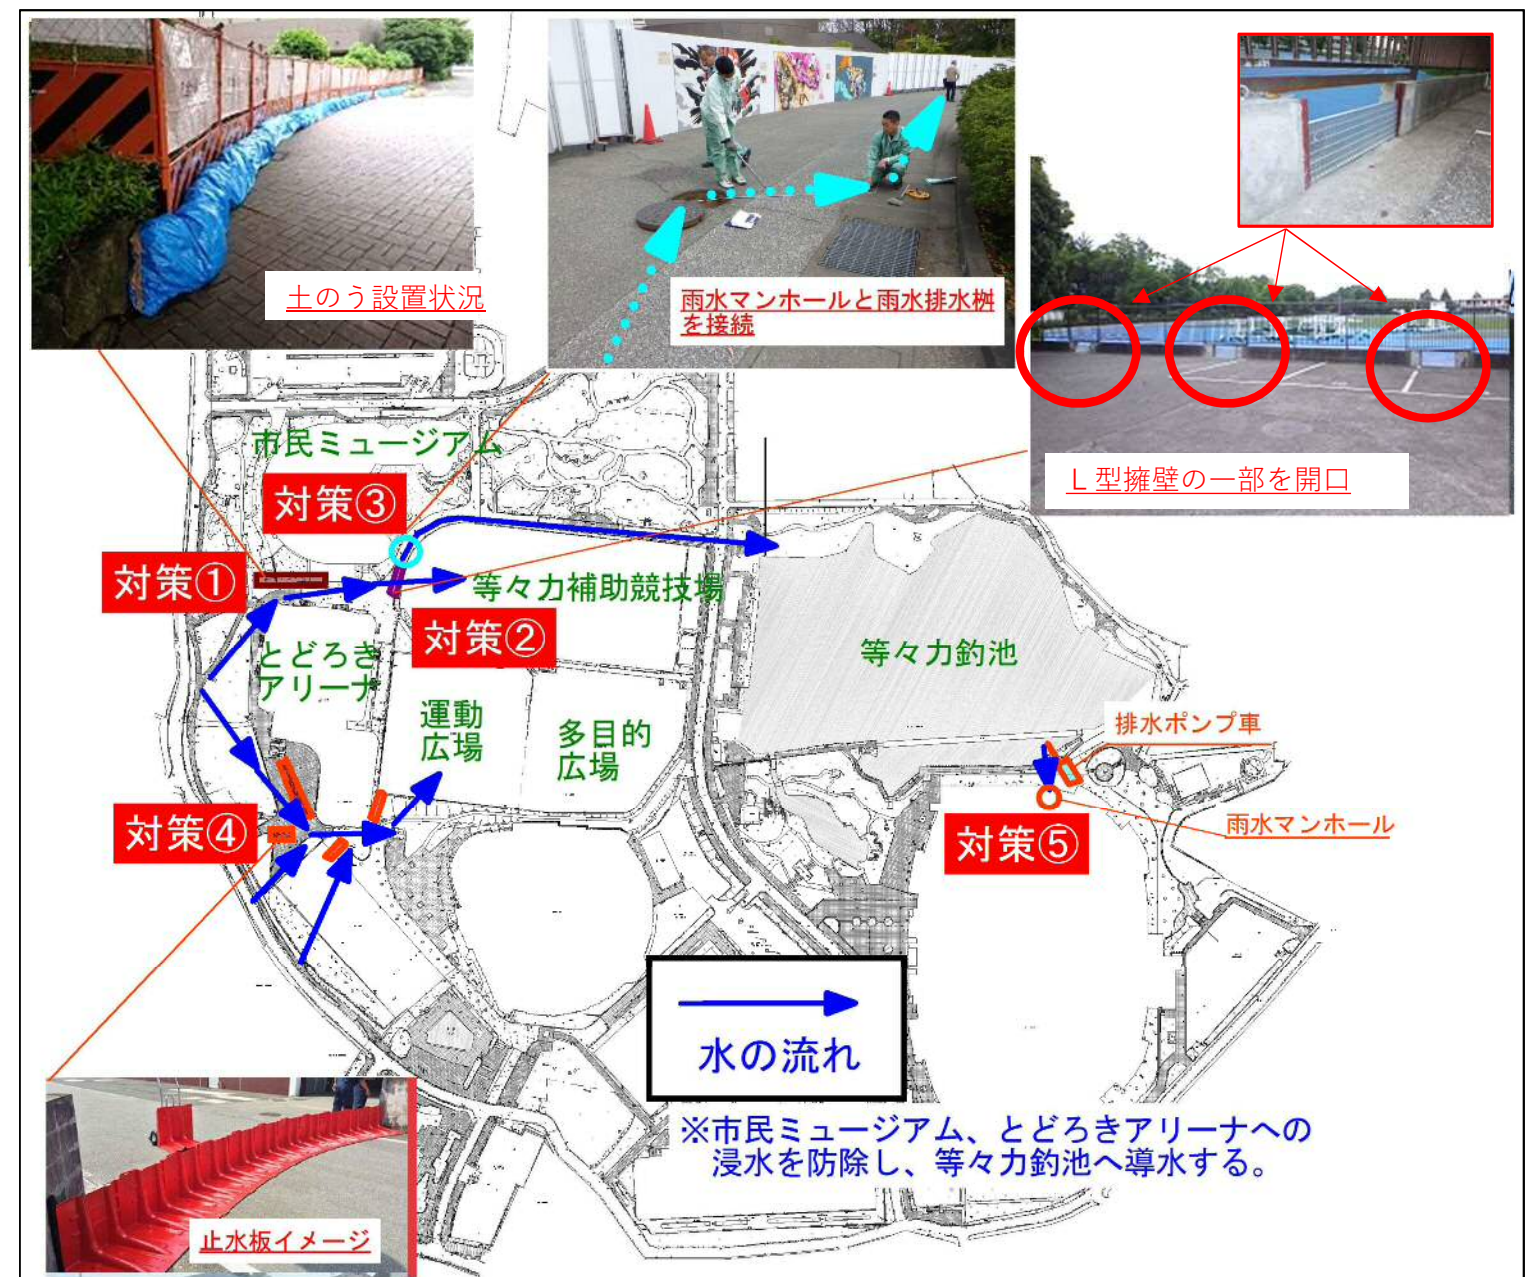 土のう設置状況
雨水マンホールと雨水排水桝
を接続
L型擁壁の一部を開口
市民ミュージアム
対策③
対策①
等々力補助競技場
対策②
とどろき
アリーナ
等々力釣池
運動
広場
多目的
広場
排水ポンプ車
対策④
対策⑤
雨水マンホール
水の流れ
※市民ミュージアム、とどろきアリーナへの
浸水を防除し、等々力釣池へ導水する。
止水板イメージ